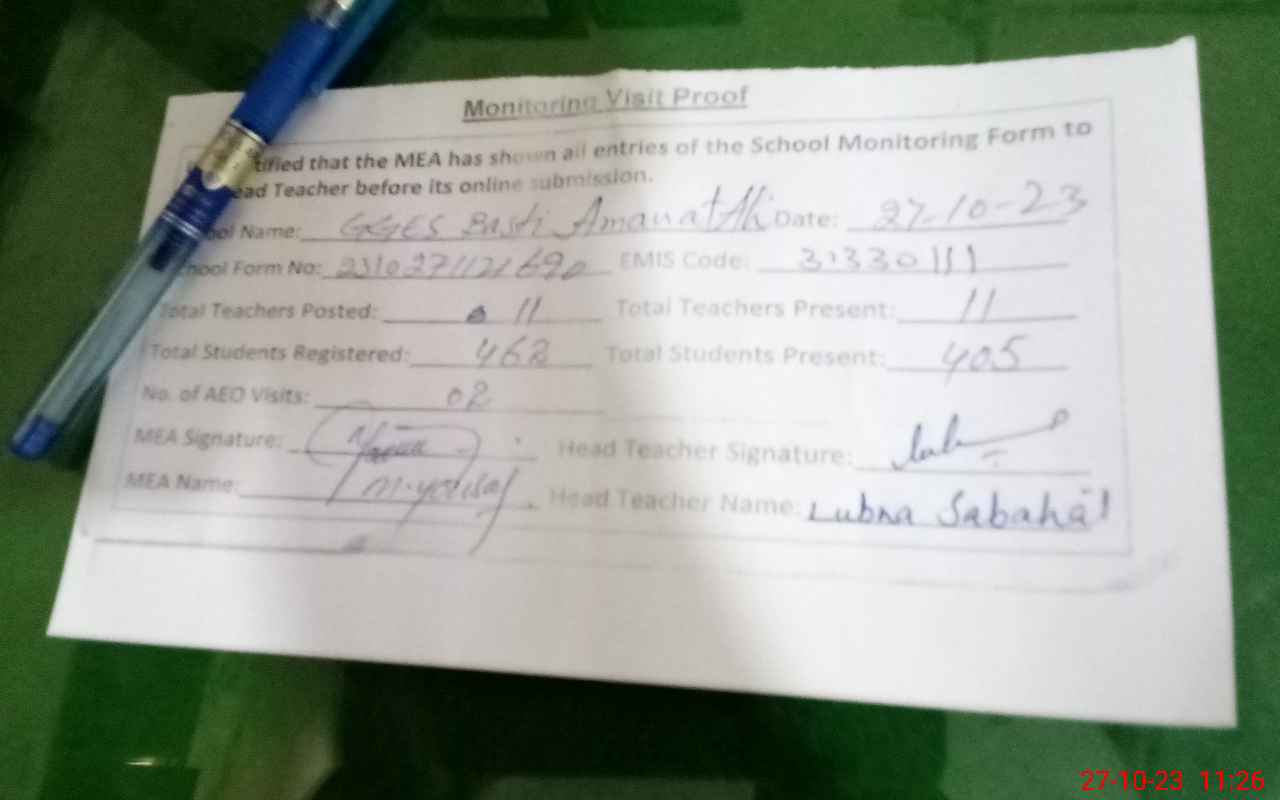 Monitoring Visit Proof
tified that the MEA has shown all entries of the School Monitoring Form to
ead Teacher before its online submission.
ool Name: GGES Basti Amanat Ali Date: 27-10-23
chool Form No: 2310271121690 EMIS Code: 31330111
Total Teachers Posted: 11 Total Teachers Present: 11
Total Students Registered: 462 Total Students Present: 405
No. of AEO Visits: 02
MEA Signature: Head Teacher Signature:
MEA Name: M. Yousaf Head Teacher Name: Lubna Sabahat
27-10-23 11:26